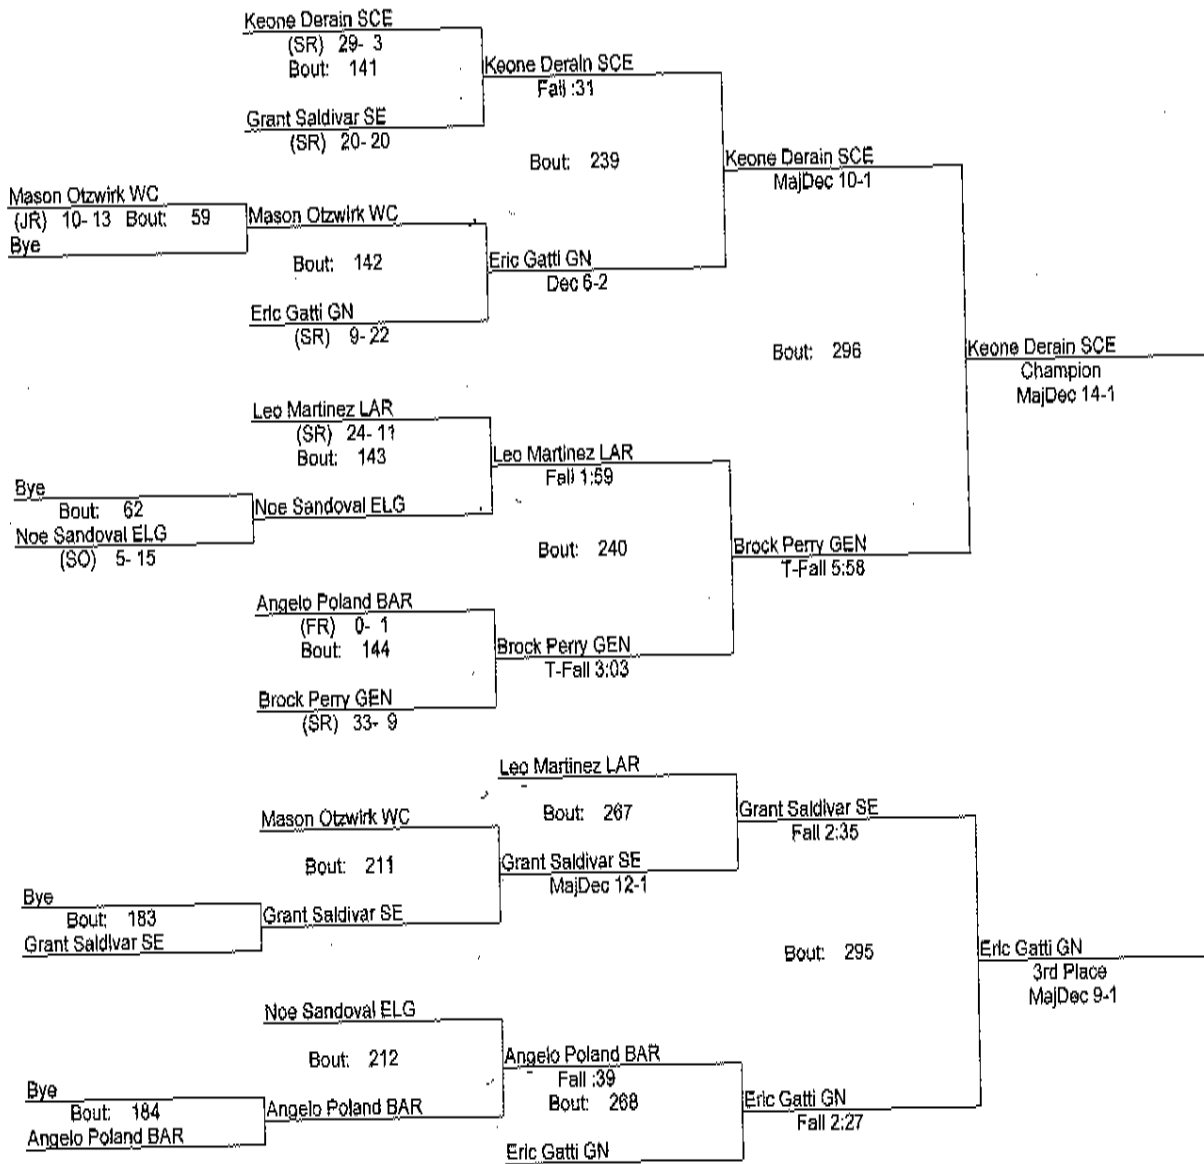 Keone Derain SCE
(SR) 29- 3
Bout: 141
Keone Derain SCE
Fall :31
Grant Saldivar SE
(SR) 20- 20
Bout: 239
Keone Derain SCE
MajDec 10-1
Mason Otzwirk WC
(JR) 10- 13 Bout: 59
Bye
Mason Otzwirk WC
Bout: 142
Eric Gatti GN
Dec 6-2
Eric Gatti GN
(SR) 9- 22
Bout: 296
Keone Derain SCE
Champion
MajDec 14-1
Leo Martinez LAR
(SR) 24- 11
Bout: 143
Leo Martinez LAR
Fall 1:59
Bye
Bout: 62
Noe Sandoval ELG
(SO) 5- 15
Noe Sandoval ELG
Bout: 240
Brock Perry GEN
T-Fall 5:58
Angelo Poland BAR
(FR) 0- 1
Bout: 144
Brock Perry GEN
T-Fall 3:03
Brock Perry GEN
(SR) 33- 9
Leo Martinez LAR
Bout: 267
Grant Saldivar SE
Fall 2:35
Mason Otzwirk WC
Bout: 211
Grant Saldivar SE
MajDec 12-1
Bye
Bout: 183
Grant Saldivar SE
Grant Saldivar SE
Bout: 295
Eric Gatti GN
3rd Place
MajDec 9-1
Noe Sandoval ELG
Bout: 212
Angelo Poland BAR
Fall :39
Bout: 268
Bye
Bout: 184
Angelo Poland BAR
Angelo Poland BAR
Eric Gatti GN
Fall 2:27
Eric Gatti GN